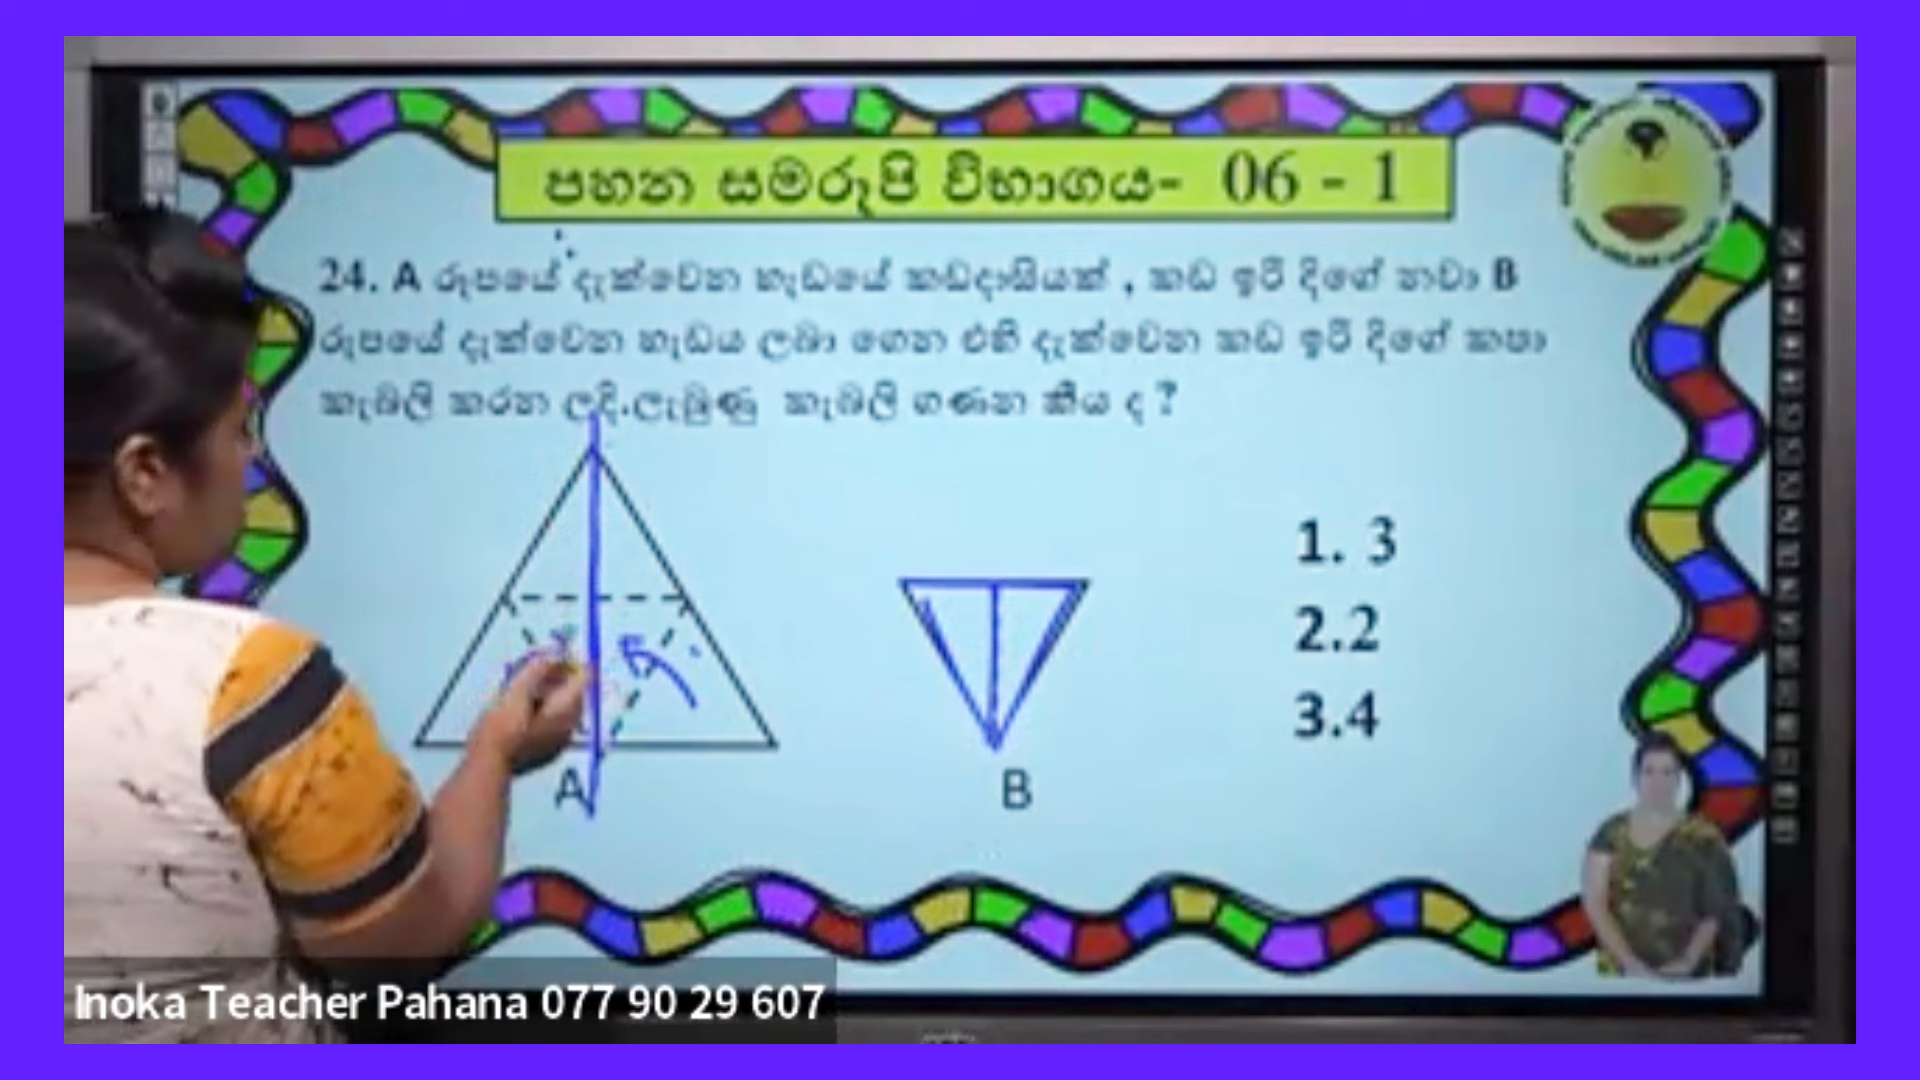 පහන සමරූපි විභාගය- 06 - 1
24. A රූපයේ දැක්වෙන හැඩයේ කඩදාසියක් , කඩ ඉරි දිගේ නවා B
රූපයේ දැක්වෙන හැඩය ලබා ගෙන එහි දැක්වෙන කඩ ඉරි දිගේ කපා
කැබලි කරන ලදි.ලැබුණු කැබලි ගණන කීය ද ?
1. 3
2.2
3.4
A
B
Inoka Teacher Pahana 077 90 29 607